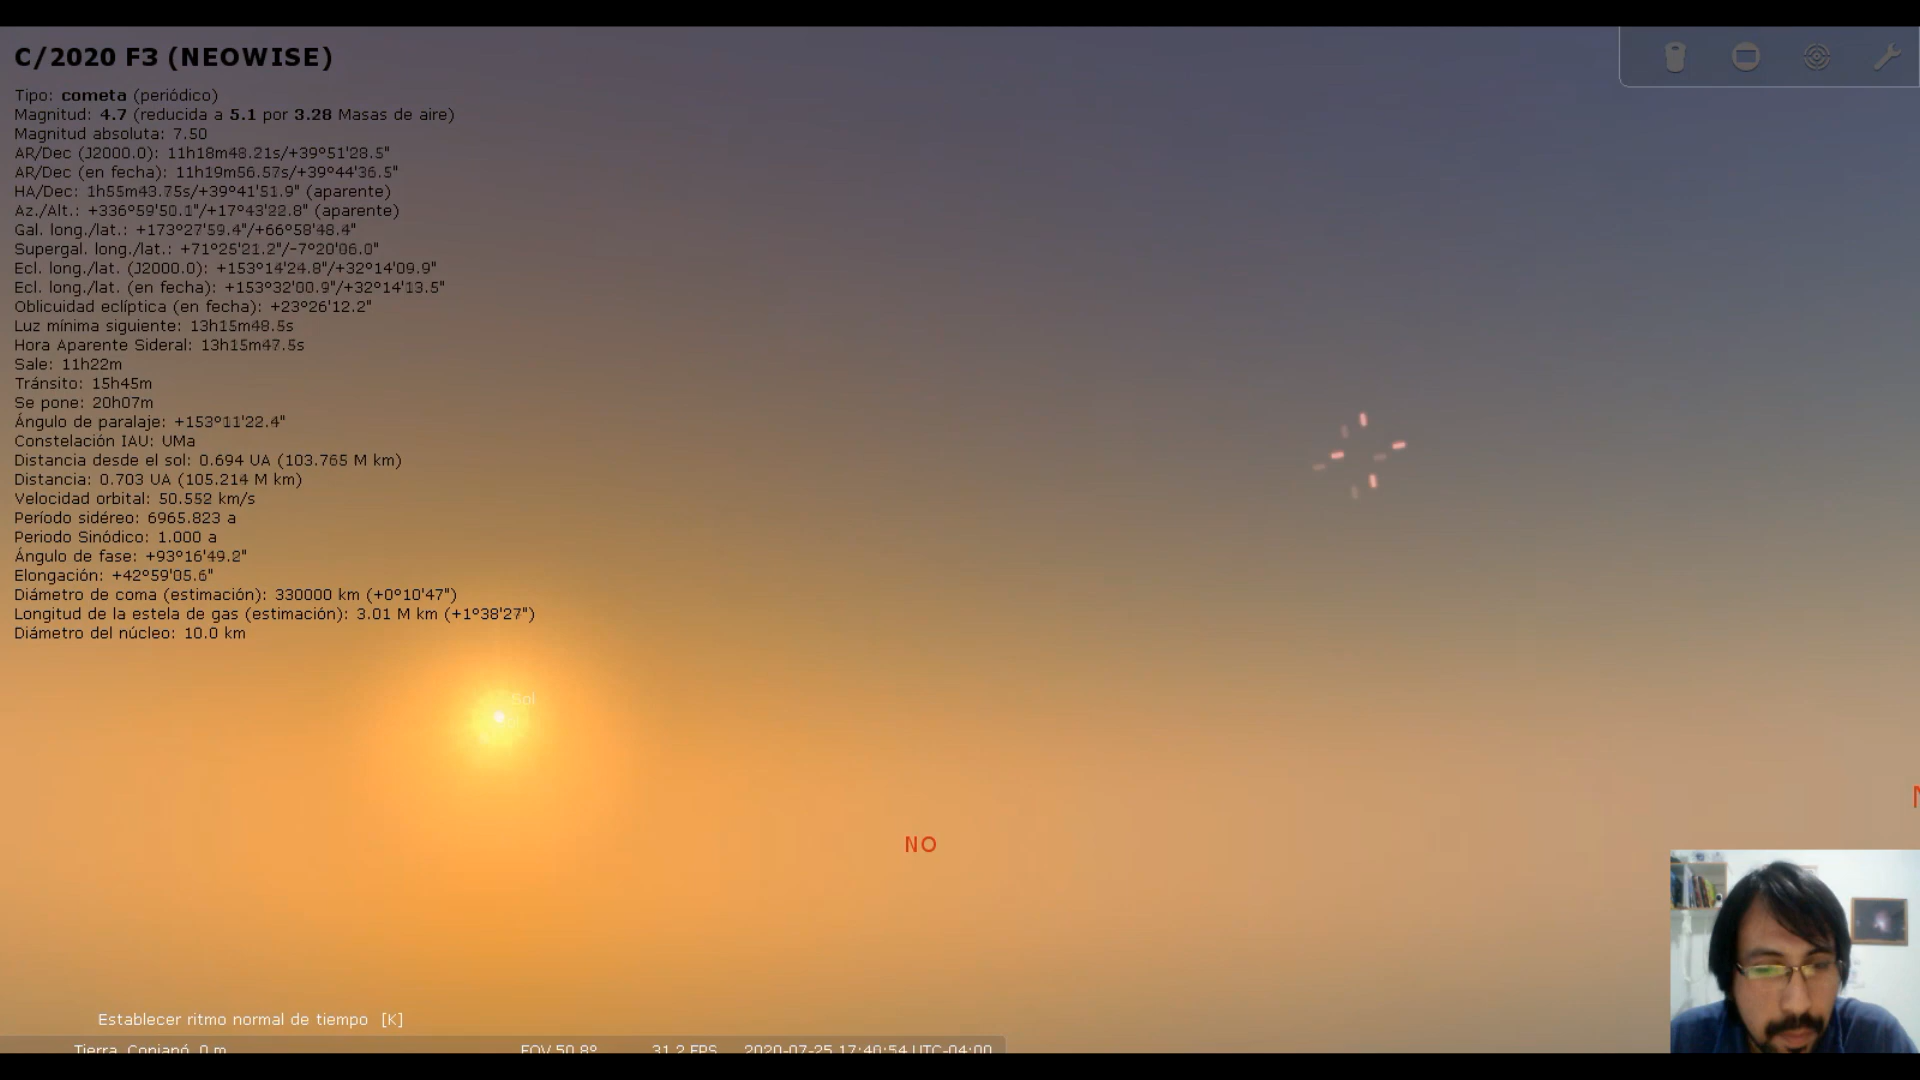 C/2020 F3 (NEOWISE)
Tipo: cometa (periódico)
Magnitud: 4.7 (reducida a 5.1 por 3.28 Masas de aire)
Magnitud absoluta: 7.50
AR/Dec (J2000.0): 11h18m48.21s/+39°51'28.5"
AR/Dec (en fecha): 11h19m56.57s/+39°44'36.5"
HA/Dec: 1h55m43.75s/+39°41'51.9" (aparente)
Az./Alt.: +336°59'50.1"/+17°43'22.8" (aparente)
Gal. long./lat.: +173°27'59.4"/+66°58'48.4"
Supergal. long./lat.: +71°25'21.2"/-7°20'06.0"
Ecl. long./lat. (J2000.0): +153°14'24.8"/+32°14'09.9"
Ecl. long./lat. (en fecha): +153°32'00.9"/+32°14'13.5"
Oblicuidad eclíptica (en fecha): +23°26'12.2"
Luz mínima siguiente: 13h15m48.5s
Hora Aparente Sideral: 13h15m47.5s
Sale: 11h22m
Tránsito: 15h45m
Se pone: 20h07m
Ángulo de paralaje: +153°11'22.4"
Constelación IAU: UMa
Distancia desde el sol: 0.694 UA (103.765 M km)
Distancia: 0.703 UA (105.214 M km)
Velocidad orbital: 50.552 km/s
Período sidéreo: 6965.823 a
Periodo Sinódico: 1.000 a
Ángulo de fase: +93°16'49.2"
Elongación: +42°59'05.6"
Diámetro de coma (estimación): 330000 km (+0°10'47")
Longitud de la estela de gas (estimación): 3.01 M km (+1°38'27")
Diámetro del núcleo: 10.0 km
Sol
NO
Establecer ritmo normal de tiempo [K]
Tierra, Copiapó, 0 m
FOV 50.8°
31.2 FPS
2020-07-25 17:40:54 UTC-04:00